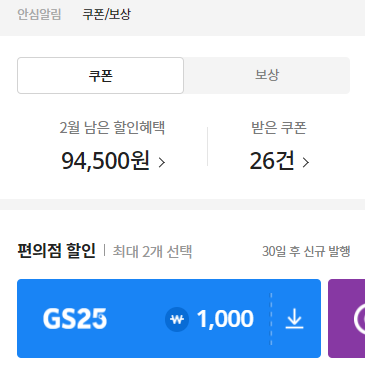 안심알림 쿠폰/보상
쿠폰 보상
2월 남은 할인혜택 받은 쿠폰
94,500원 26건
편의점 할인 | 최대 2개 선택 30일 후 신규 발행
GS25 ₩ 1,000